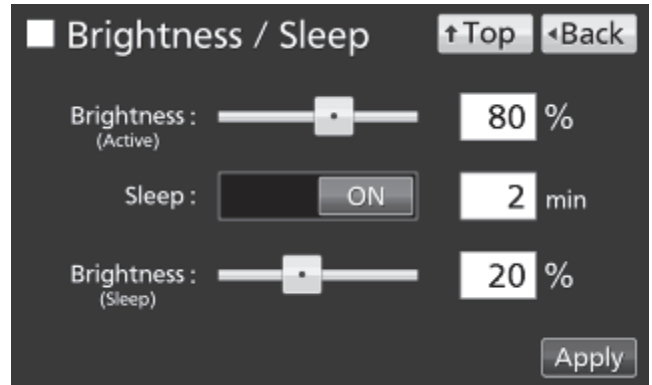 Brightness / Sleep
↑Top
◂Back
Brightness : 80 %
(Active)
Sleep : ON 2 min
Brightness : 20 %
(Sleep)
Apply